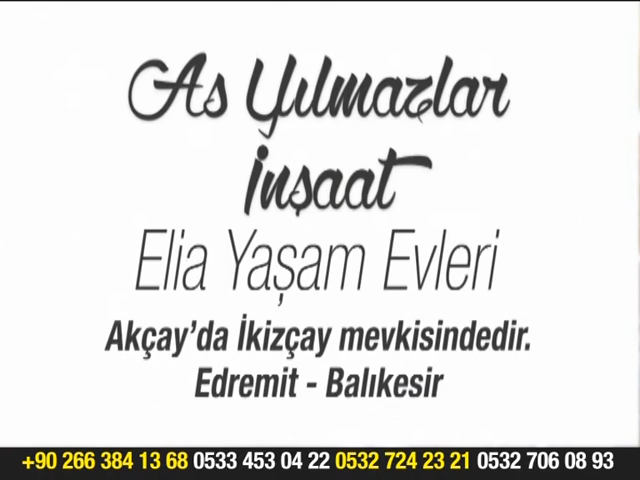 As Yılmazlar
İnşaat
Elia Yaşam Evleri
Akçay'da İkizçay mevkisindedir.
Edremit - Balıkesir
+90 266 384 13 68 0533 453 04 22 0532 724 23 21 0532 706 08 93